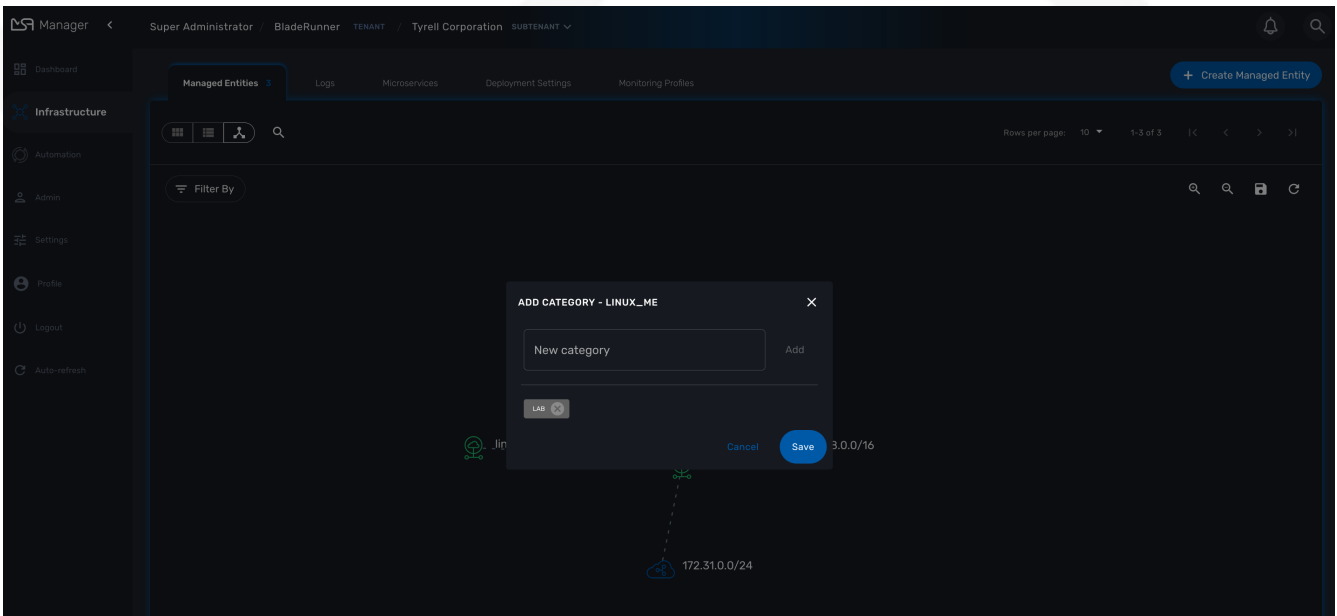 Manager
Super Administrator / BladeRunner TENANT / Tyrell Corporation SUBTENANT
Dashboard
Infrastructure
Automation
Admin
Settings
Profile
Logout
Auto-refresh
Managed Entities 3
Logs
Microservices
Deployment Settings
Monitoring Profiles
+ Create Managed Entity
Rows per page: 10
1-3 of 3
Filter By
ADD CATEGORY - LINUX_ME
New category
Add
LAB
Cancel
Save
3.0.0/16
172.31.0.0/24